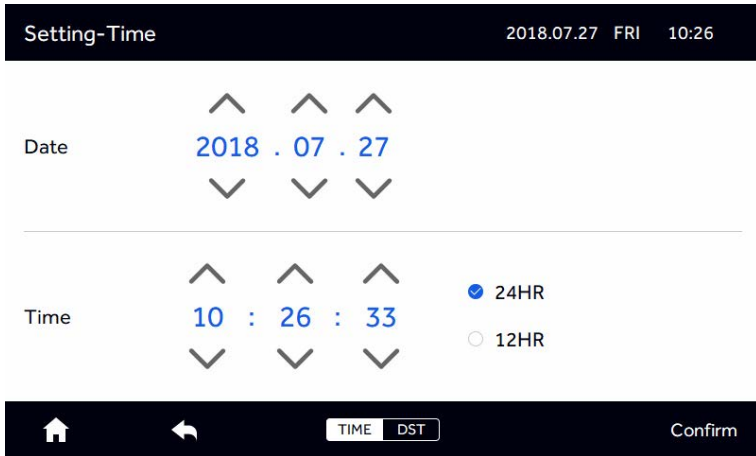 Setting-Time 2018.07.27 FRI 10:26
Date 2018 . 07 . 27
24HR
Time 10 : 26 : 33
12HR
TIME DST Confirm